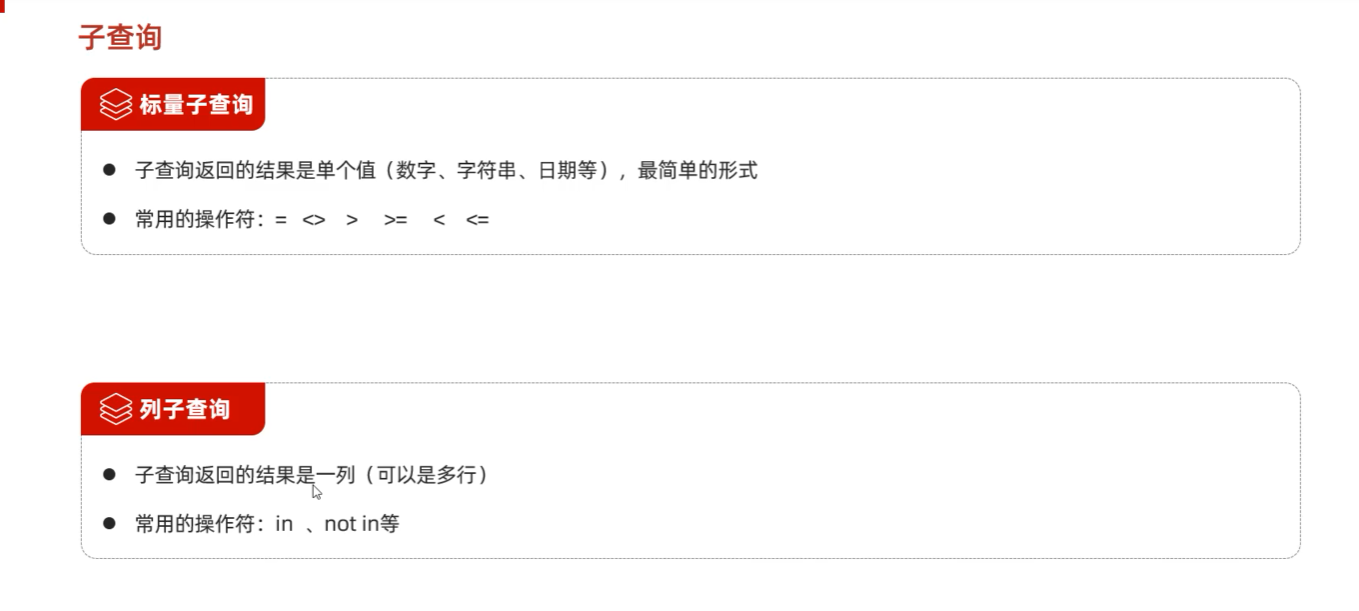 子查询
标量子查询
● 子查询返回的结果是单个值（数字、字符串、日期等），最简单的形式
● 常用的操作符：= <> > >= < <=
列子查询
● 子查询返回的结果是一列（可以是多行）
● 常用的操作符：in 、not in等